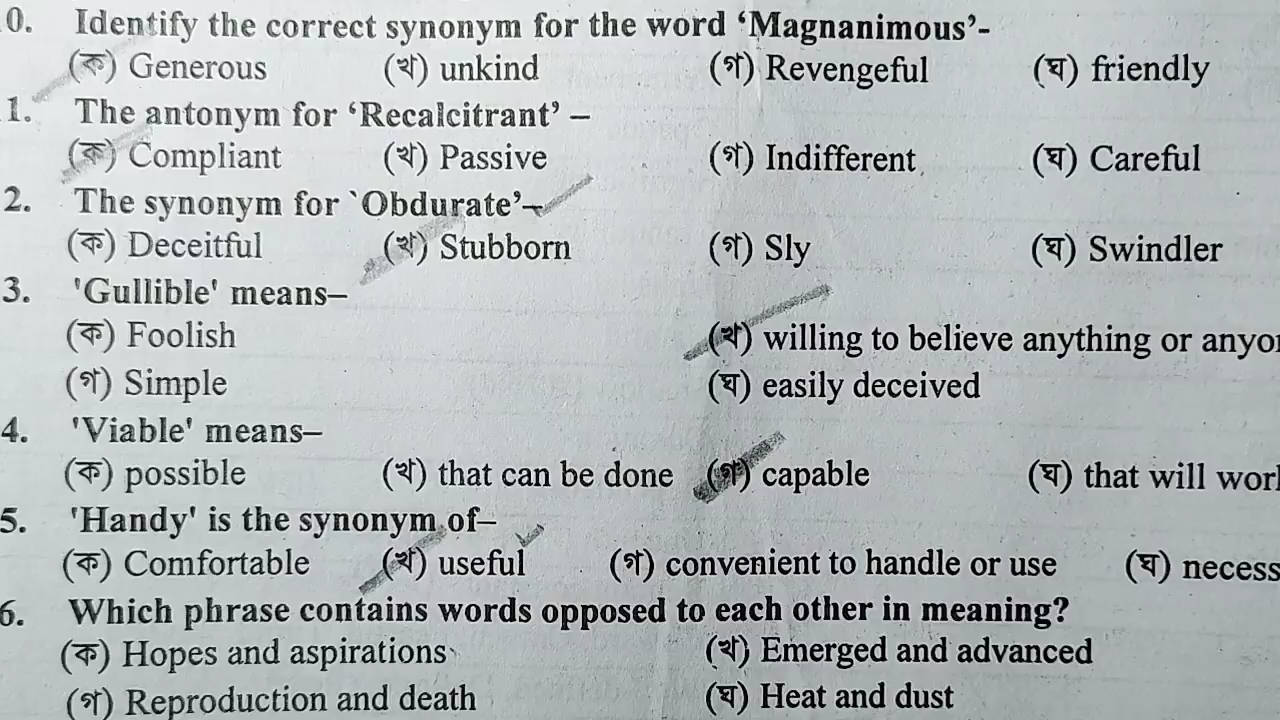 0. Identify the correct synonym for the word ‘Magnanimous’-
(ক) Generous (খ) unkind (গ) Revengeful (ঘ) friendly
1. The antonym for ‘Recalcitrant’ –
(ক) Compliant (খ) Passive (গ) Indifferent (ঘ) Careful
2. The synonym for `Obdurate’–
(ক) Deceitful (খ) Stubborn (গ) Sly (ঘ) Swindler
3. 'Gullible' means–
(ক) Foolish (খ) willing to believe anything or
(গ) Simple (ঘ) easily deceived
4. 'Viable' means–
(ক) possible (খ) that can be done (গ) capable (ঘ) that will
5. 'Handy' is the synonym of–
(ক) Comfortable (খ) useful (গ) convenient to handle or use (ঘ)
6. Which phrase contains words opposed to each other in meaning?
(ক) Hopes and aspirations (খ) Emerged and advanced
(গ) Reproduction and death (ঘ) Heat and dust